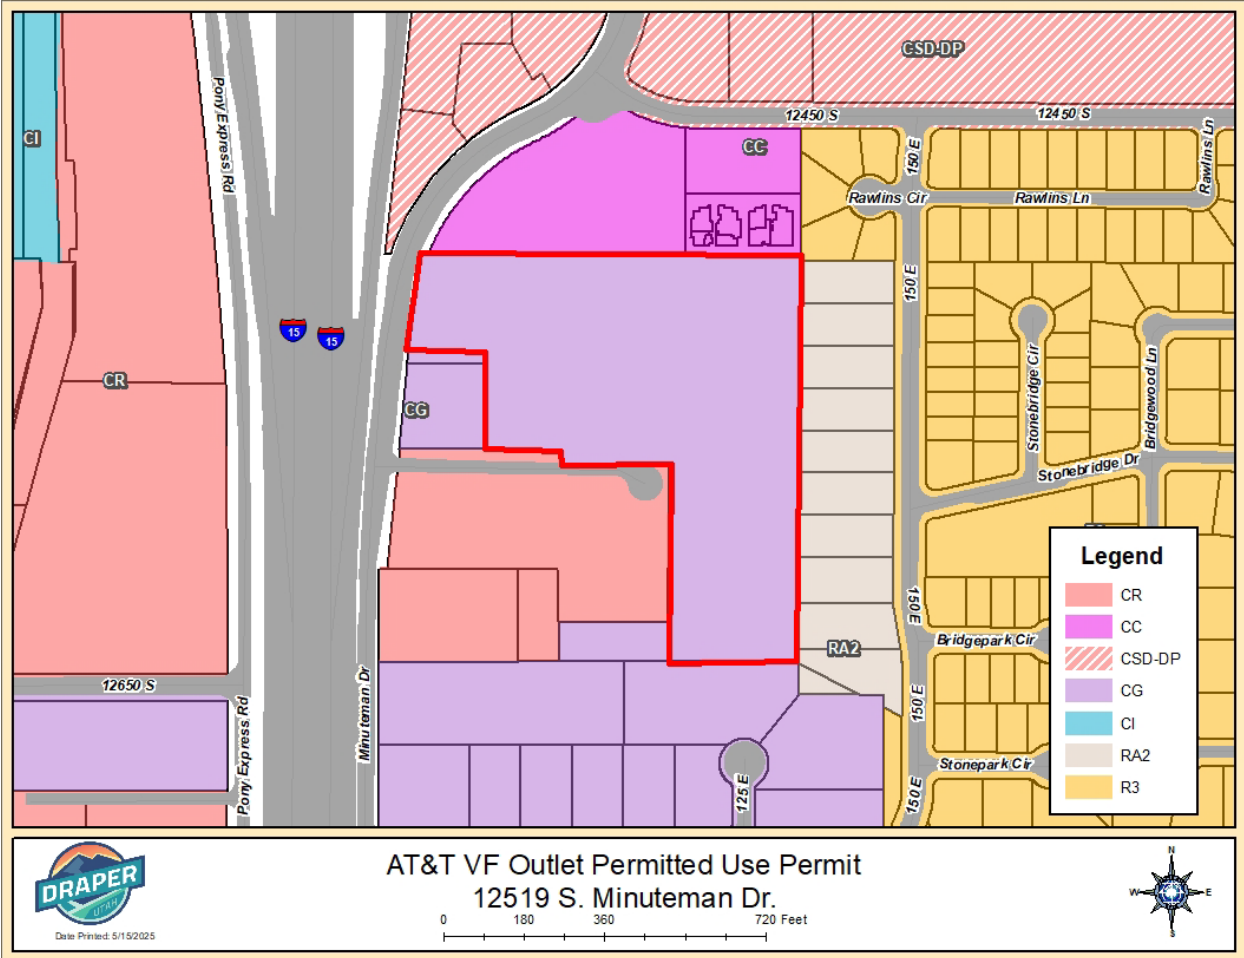 CSD-DP
12450 S
12450 S
CI
Pony Express Rd
CC
150 E
Rawlins Ln
Rawlins Cir
Rawlins Ln
150 E
15
15
CR
CG
Stonebridge Cir
Bridgewood Ln
Stonebridge Dr
150 E
Bridgepark Cir
RA2
12650 S
Minuteman Dr
Pony Express Rd
150 E
Stonepark Cir
125 E
150 E
Legend
CR
CC
CSD-DP
CG
CI
RA2
R3
DRAPER
UTAH
Date Printed: 5/15/2025
AT&T VF Outlet Permitted Use Permit
12519 S. Minuteman Dr.
0 180 360 720 Feet
N
W E
S